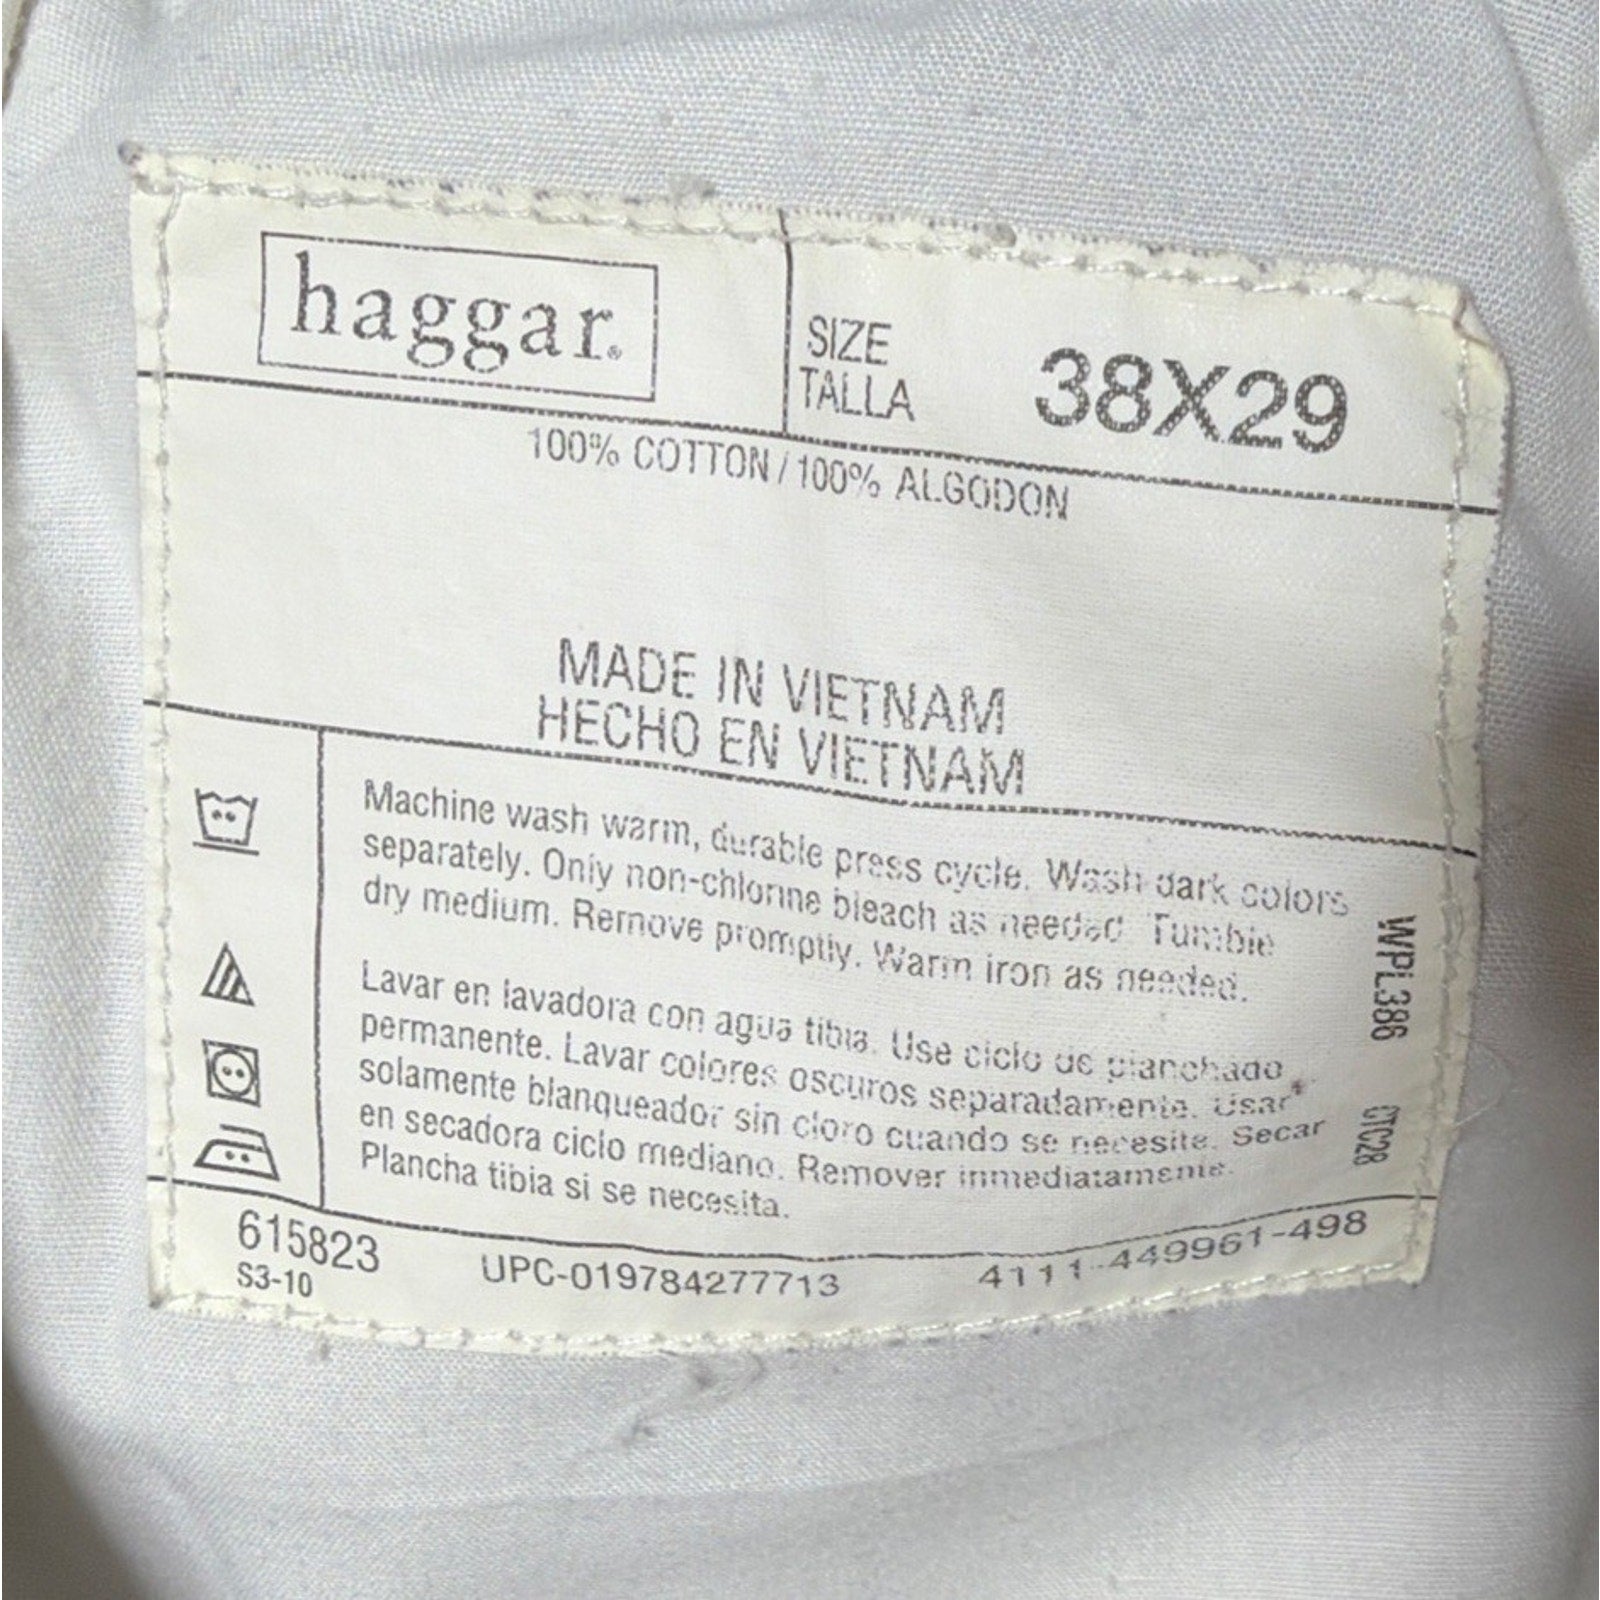 haggar®
SIZE
TALLA
38X29
100% COTTON / 100% ALGODON
MADE IN VIETNAM
HECHO EN VIETNAM
Machine wash warm, durable press cycle. Wash dark colors
separately. Only non-chlorine bleach as needed. Tumble
dry medium. Remove promptly. Warm iron as needed.
Lavar en lavadora con agua tibia. Use ciclo de planchado
permanente. Lavar colores oscuros separadamente. Usar
solamente blanqueador sin cloro cuando se necesite. Secar
en secadora ciclo mediano. Remover inmediatamente.
Plancha tibia si se necesita.
WPL386
CTC28
615823
S3-10
UPC-019784277713
4111-449961-498